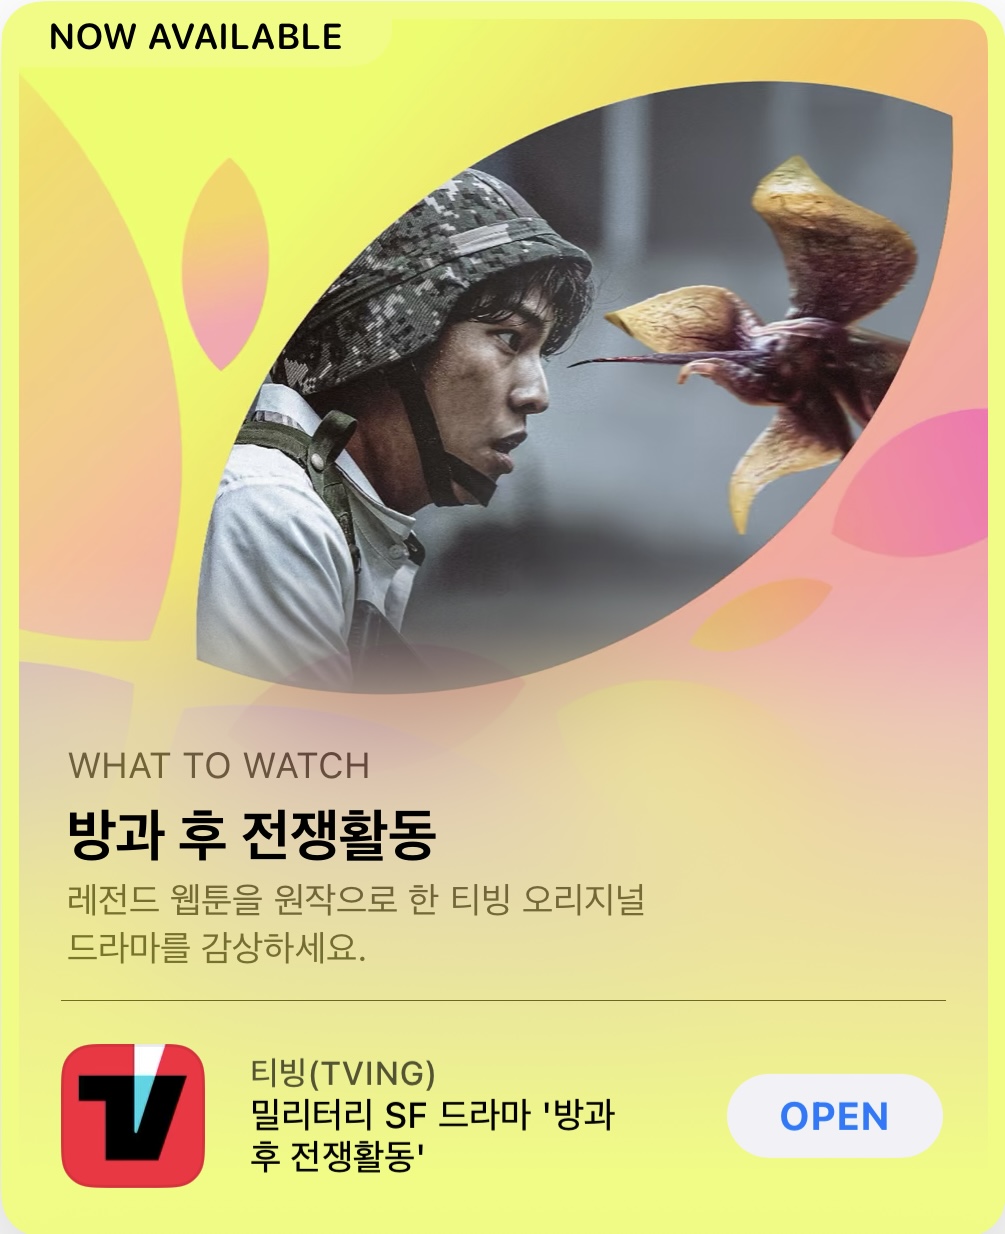 NOW AVAILABLE
WHAT TO WATCH
방과 후 전쟁활동
레전드 웹툰을 원작으로 한 티빙 오리지널
드라마를 감상하세요.
티빙(TVING)
밀리터리 SF 드라마 '방과
후 전쟁활동'
OPEN